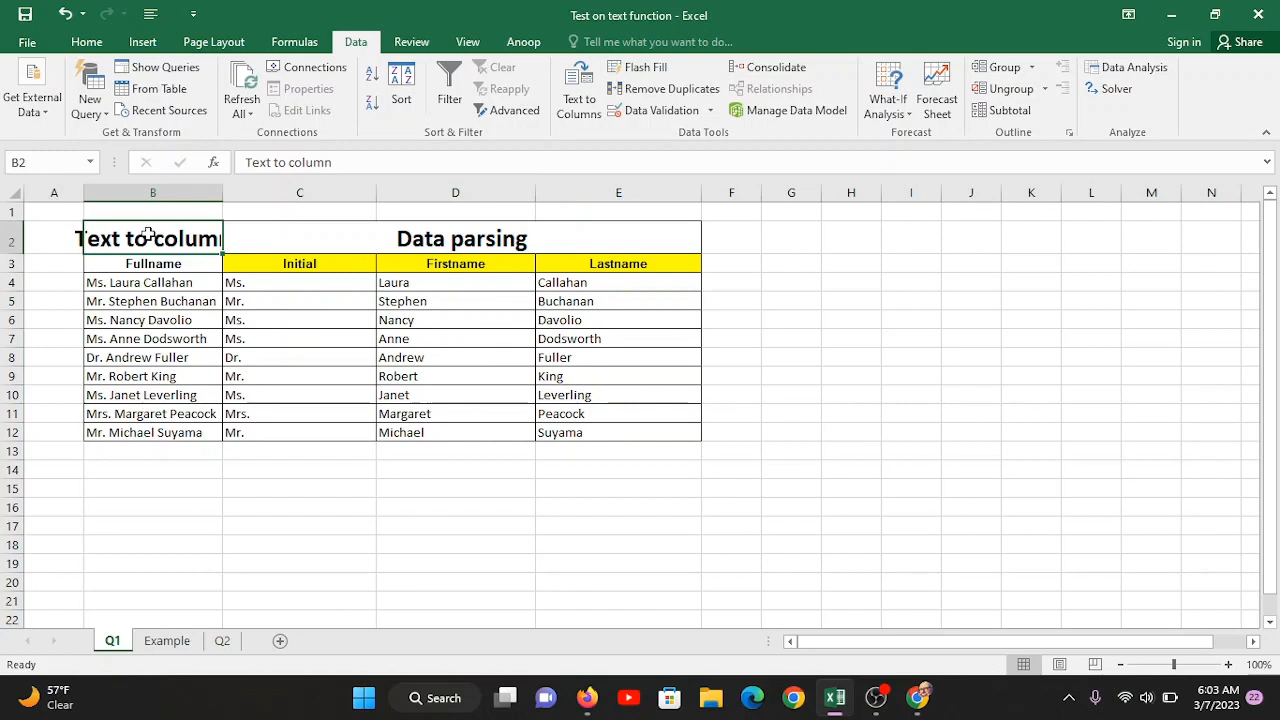 Test on text function - Excel
File Home Insert Page Layout Formulas Data Review View Anoop Tell me what you want to do... Sign in Share
Get External Data
New Query
Show Queries
From Table
Recent Sources
Get & Transform
Refresh All
Connections
Properties
Edit Links
Connections
Sort
Filter
Clear
Reapply
Advanced
Sort & Filter
Text to Columns
Flash Fill
Remove Duplicates
Data Validation
Consolidate
Relationships
Manage Data Model
Data Tools
What-If Analysis
Forecast Sheet
Forecast
Group
Ungroup
Subtotal
Outline
Data Analysis
Solver
Analyze
B2 fx Text to column
A B C D E F G H I J K L M N
1
2 Text to colum Data parsing
3 Fullname Initial Firstname Lastname
4 Ms. Laura Callahan Ms. Laura Callahan
5 Mr. Stephen Buchanan Mr. Stephen Buchanan
6 Ms. Nancy Davolio Ms. Nancy Davolio
7 Ms. Anne Dodsworth Ms. Anne Dodsworth
8 Dr. Andrew Fuller Dr. Andrew Fuller
9 Mr. Robert King Mr. Robert King
10 Ms. Janet Leverling Ms. Janet Leverling
11 Mrs. Margaret Peacock Mrs. Margaret Peacock
12 Mr. Michael Suyama Mr. Michael Suyama
13
14
15
16
17
18
19
20
21
22
Q1 Example Q2
Ready 100%
57°F
Clear
Search
6:03 AM
3/7/2023
22